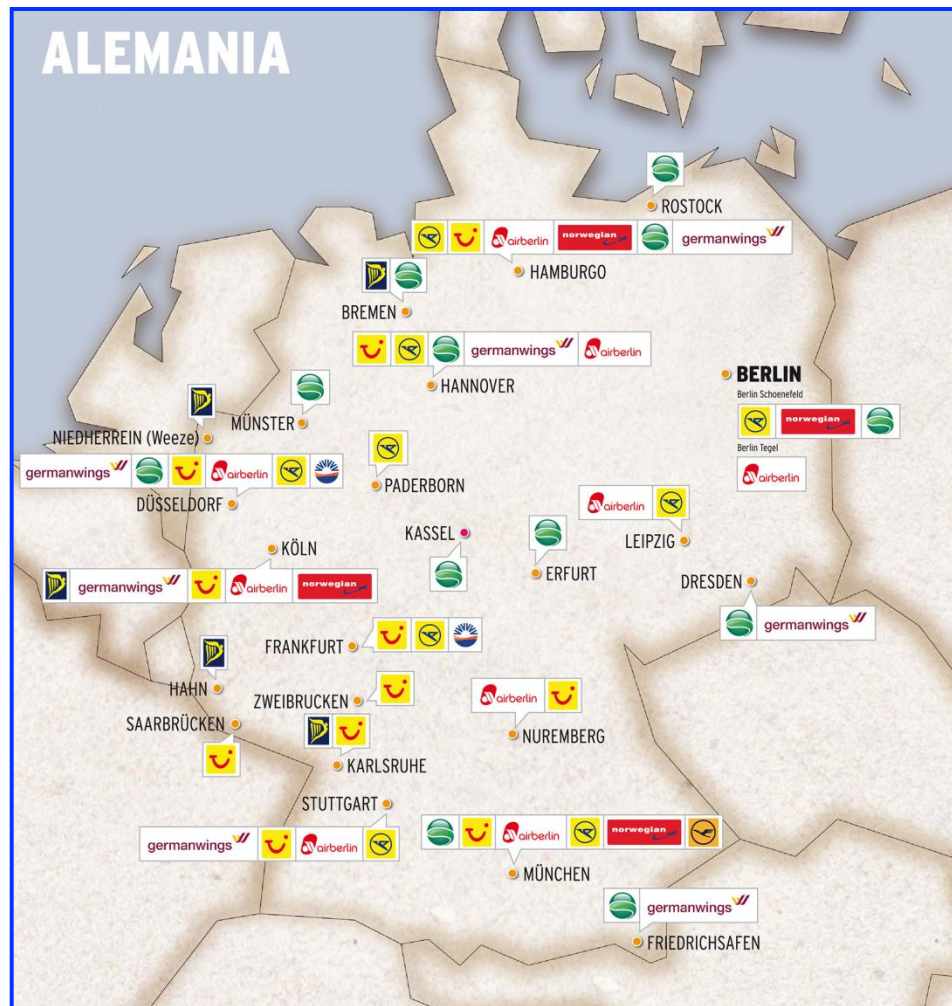 ALEMANIA
ROSTOCK
airberlin norwegian germanwings
HAMBURGO
BREMEN
germanwings airberlin
HANNOVER
BERLIN
Berlin Schoenefeld
norwegian
Berlin Tegel
airberlin
MÜNSTER
NIEDHERREIN (Weeze)
germanwings airberlin
DÜSSELDORF
PADERBORN
airberlin
LEIPZIG
KASSEL
ERFURT
KÖLN
germanwings airberlin norwegian
DRESDEN
germanwings
FRANKFURT
HAHN
ZWEIBRUCKEN
airberlin
NUREMBERG
SAARBRÜCKEN
KARLSRUHE
STUTTGART
germanwings airberlin
airberlin norwegian
MÜNCHEN
germanwings
FRIEDRICHSAFEN